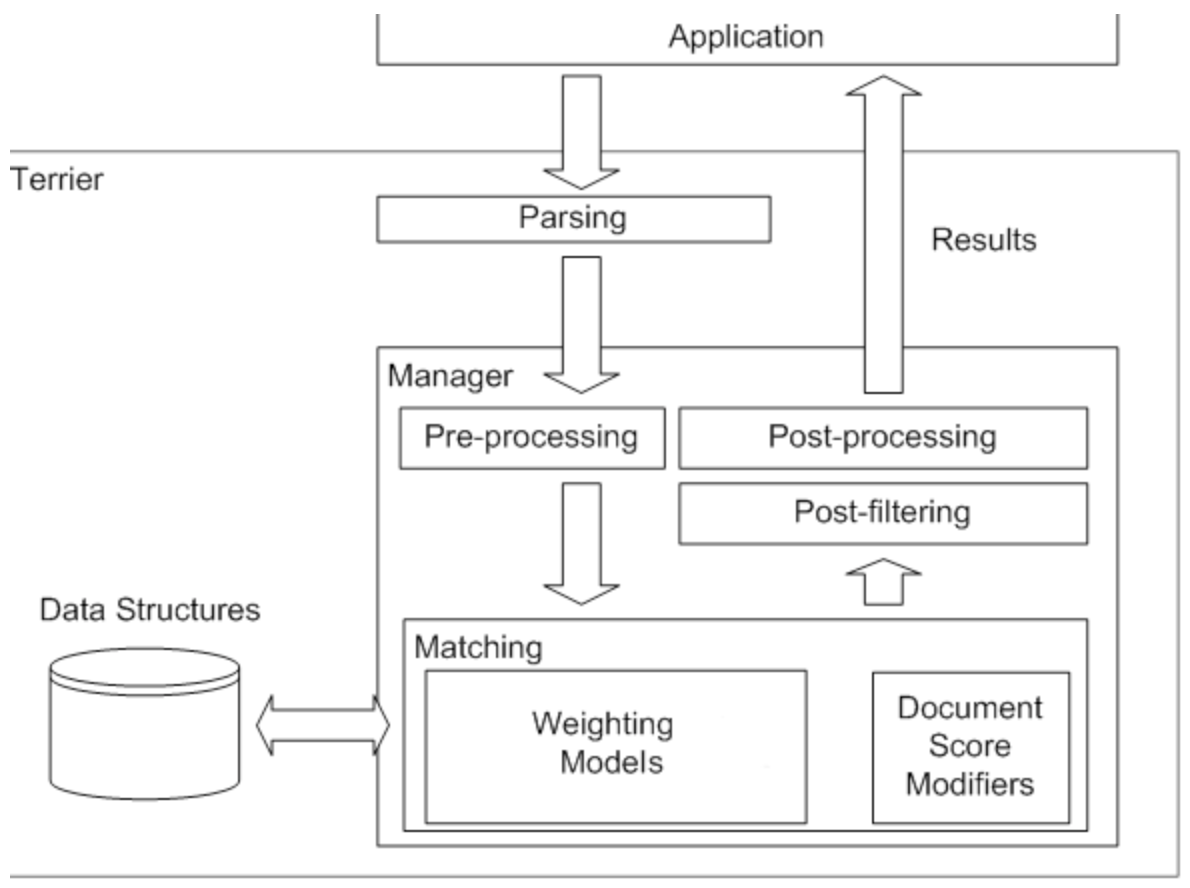 Application
Terrier
Parsing
Results
Manager
Pre-processing
Post-processing
Post-filtering
Data Structures
Matching
Weighting
Models
Document
Score
Modifiers